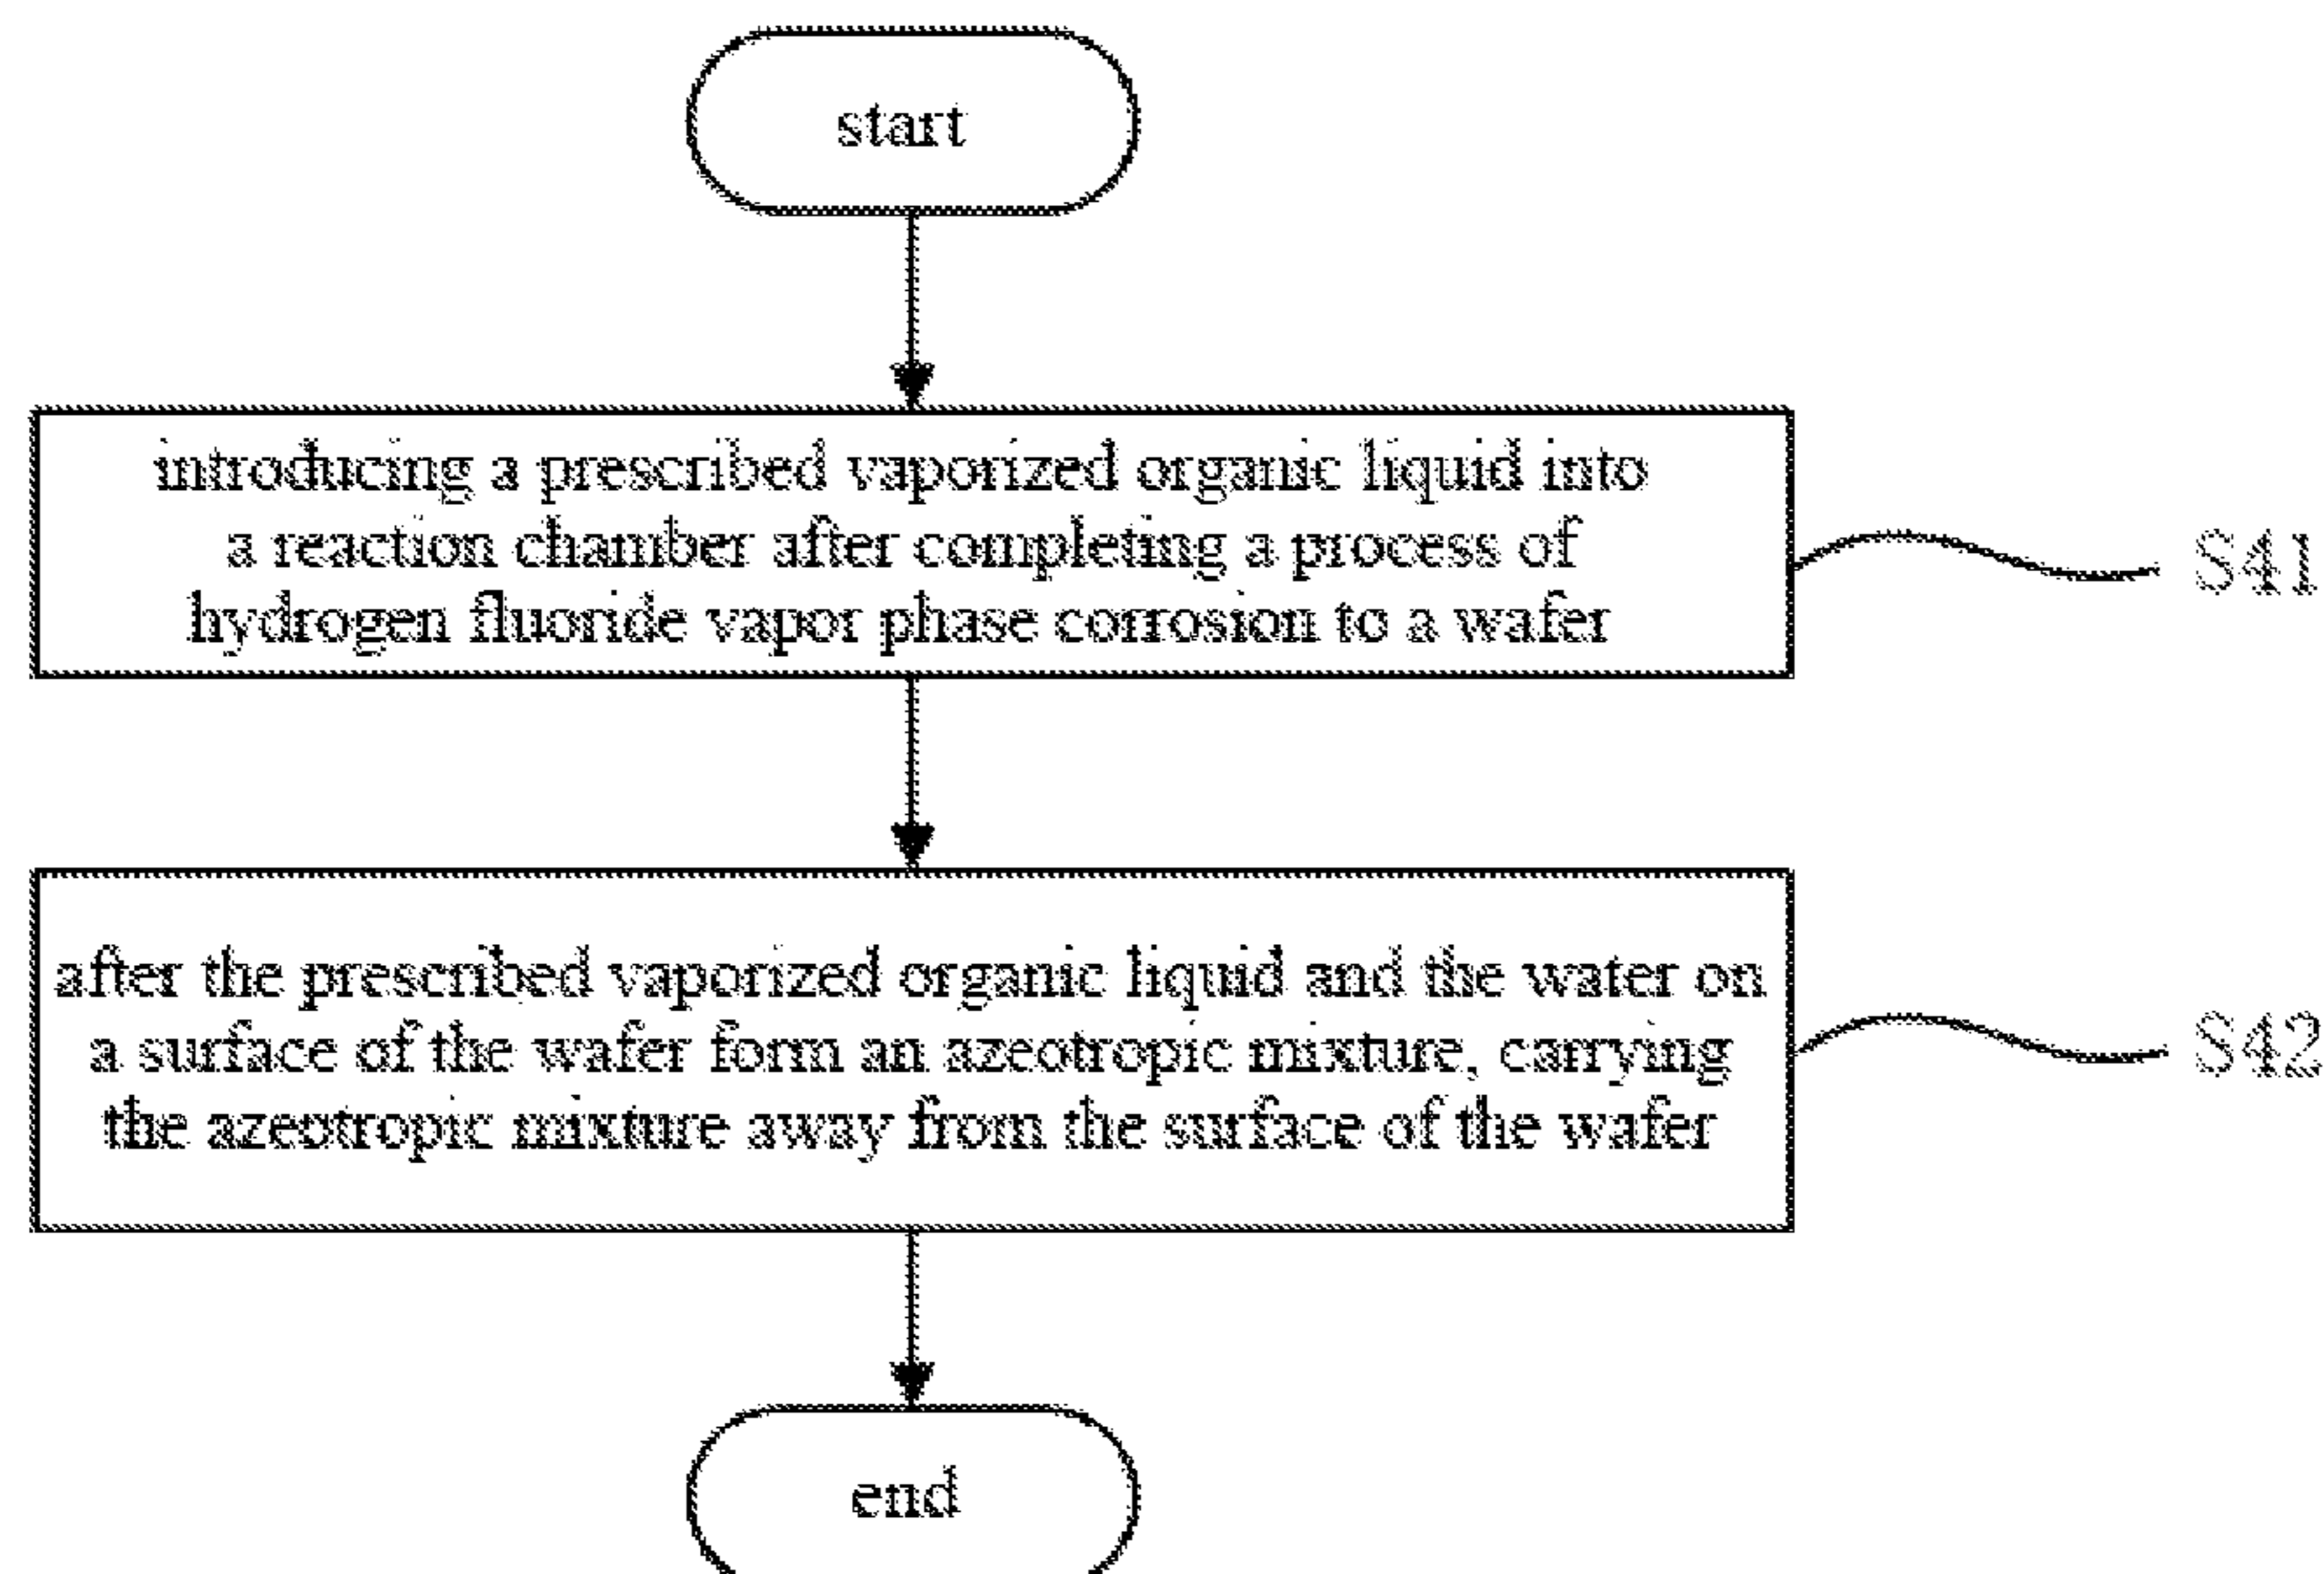 start
introducing a prescribed vaporized organic liquid into
a reaction chamber after completing a process of
hydrogen fluoride vapor phase corrosion to a wafer
S41
after the prescribed vaporized organic liquid and the water on
a surface of the wafer form an azeotropic mixture, carrying
the azeotropic mixture away from the surface of the wafer
S42
end